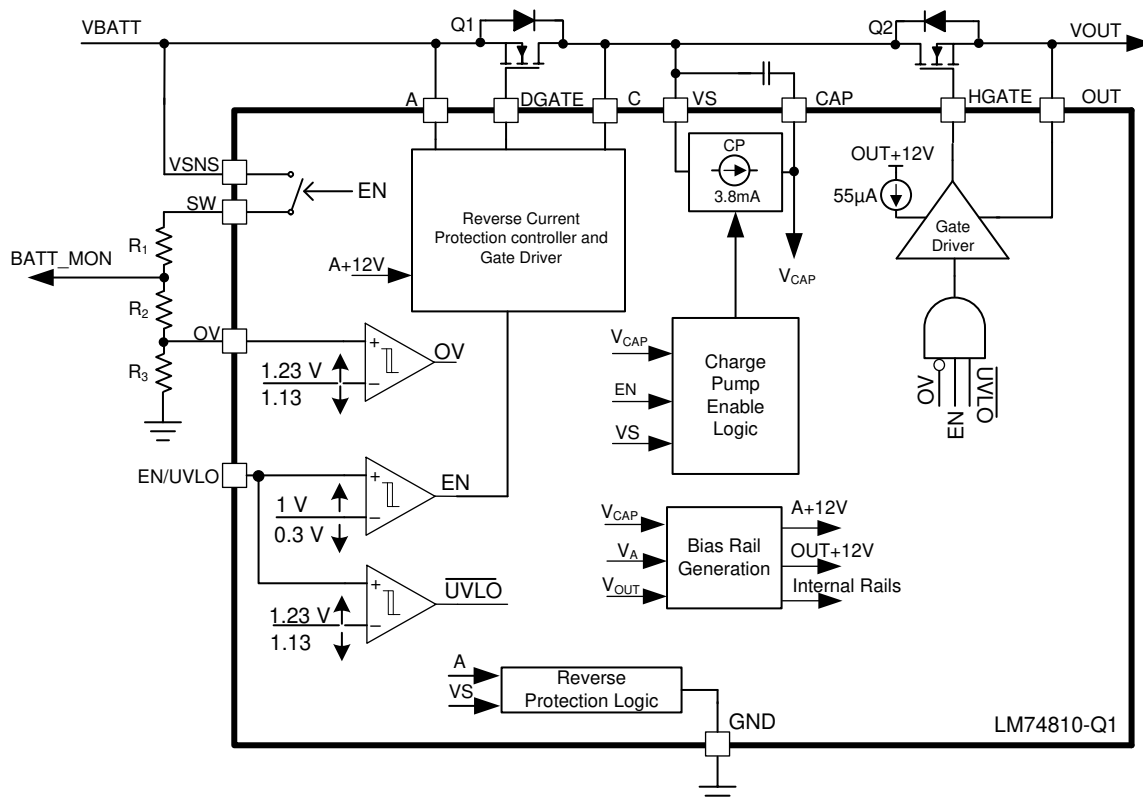 VBATT
Q1
Q2
VOUT
A
DGATE
C
VS
CAP
HGATE
OUT
VSNS
SW
EN
CP
3.8mA
OUT+12V
55µA
Reverse Current
Protection controller and
Gate Driver
Gate
Driver
R1
BATT_MON
A+12V
VCAP
R2
OV
R3
1.23 V
1.13
OV
VCAP
EN
VS
Charge
Pump
Enable
Logic
OV
EN
UVLO
EN/UVLO
1 V
0.3 V
EN
VCAP
VA
VOUT
Bias Rail
Generation
A+12V
OUT+12V
Internal Rails
1.23 V
1.13
UVLO
A
VS
Reverse
Protection Logic
GND
LM74810-Q1